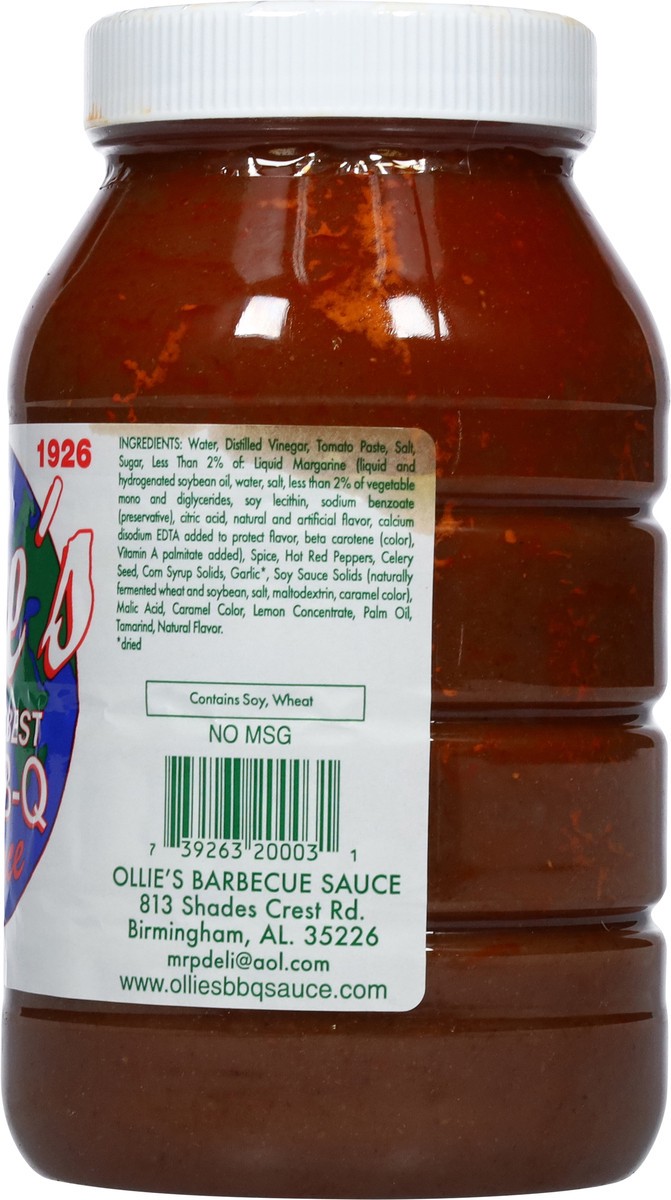 1926
e's
BEST
B-Q
ce
INGREDIENTS: Water, Distilled Vinegar, Tomato Paste, Salt,
Sugar, Less Than 2% of: Liquid Margarine (liquid and
hydrogenated soybean oil, water, salt, less than 2% of vegetable
mono and diglycerides, soy lecithin, sodium benzoate
(preservative), citric acid, natural and artificial flavor, calcium
disodium EDTA added to protect flavor, beta carotene (color),
Vitamin A palmitate added), Spice, Hot Red Peppers, Celery
Seed, Corn Syrup Solids, Garlic*, Soy Sauce Solids (naturally
fermented wheat and soybean, salt, maltodextrin, caramel color),
Malic Acid, Caramel Color, Lemon Concentrate, Palm Oil,
Tamarind, Natural Flavor.
*dried
Contains Soy, Wheat
NO MSG
7 39263 20003 1
OLLIE'S BARBECUE SAUCE
813 Shades Crest Rd.
Birmingham, AL. 35226
mrpdeli@aol.com
www.olliesbbqsauce.com